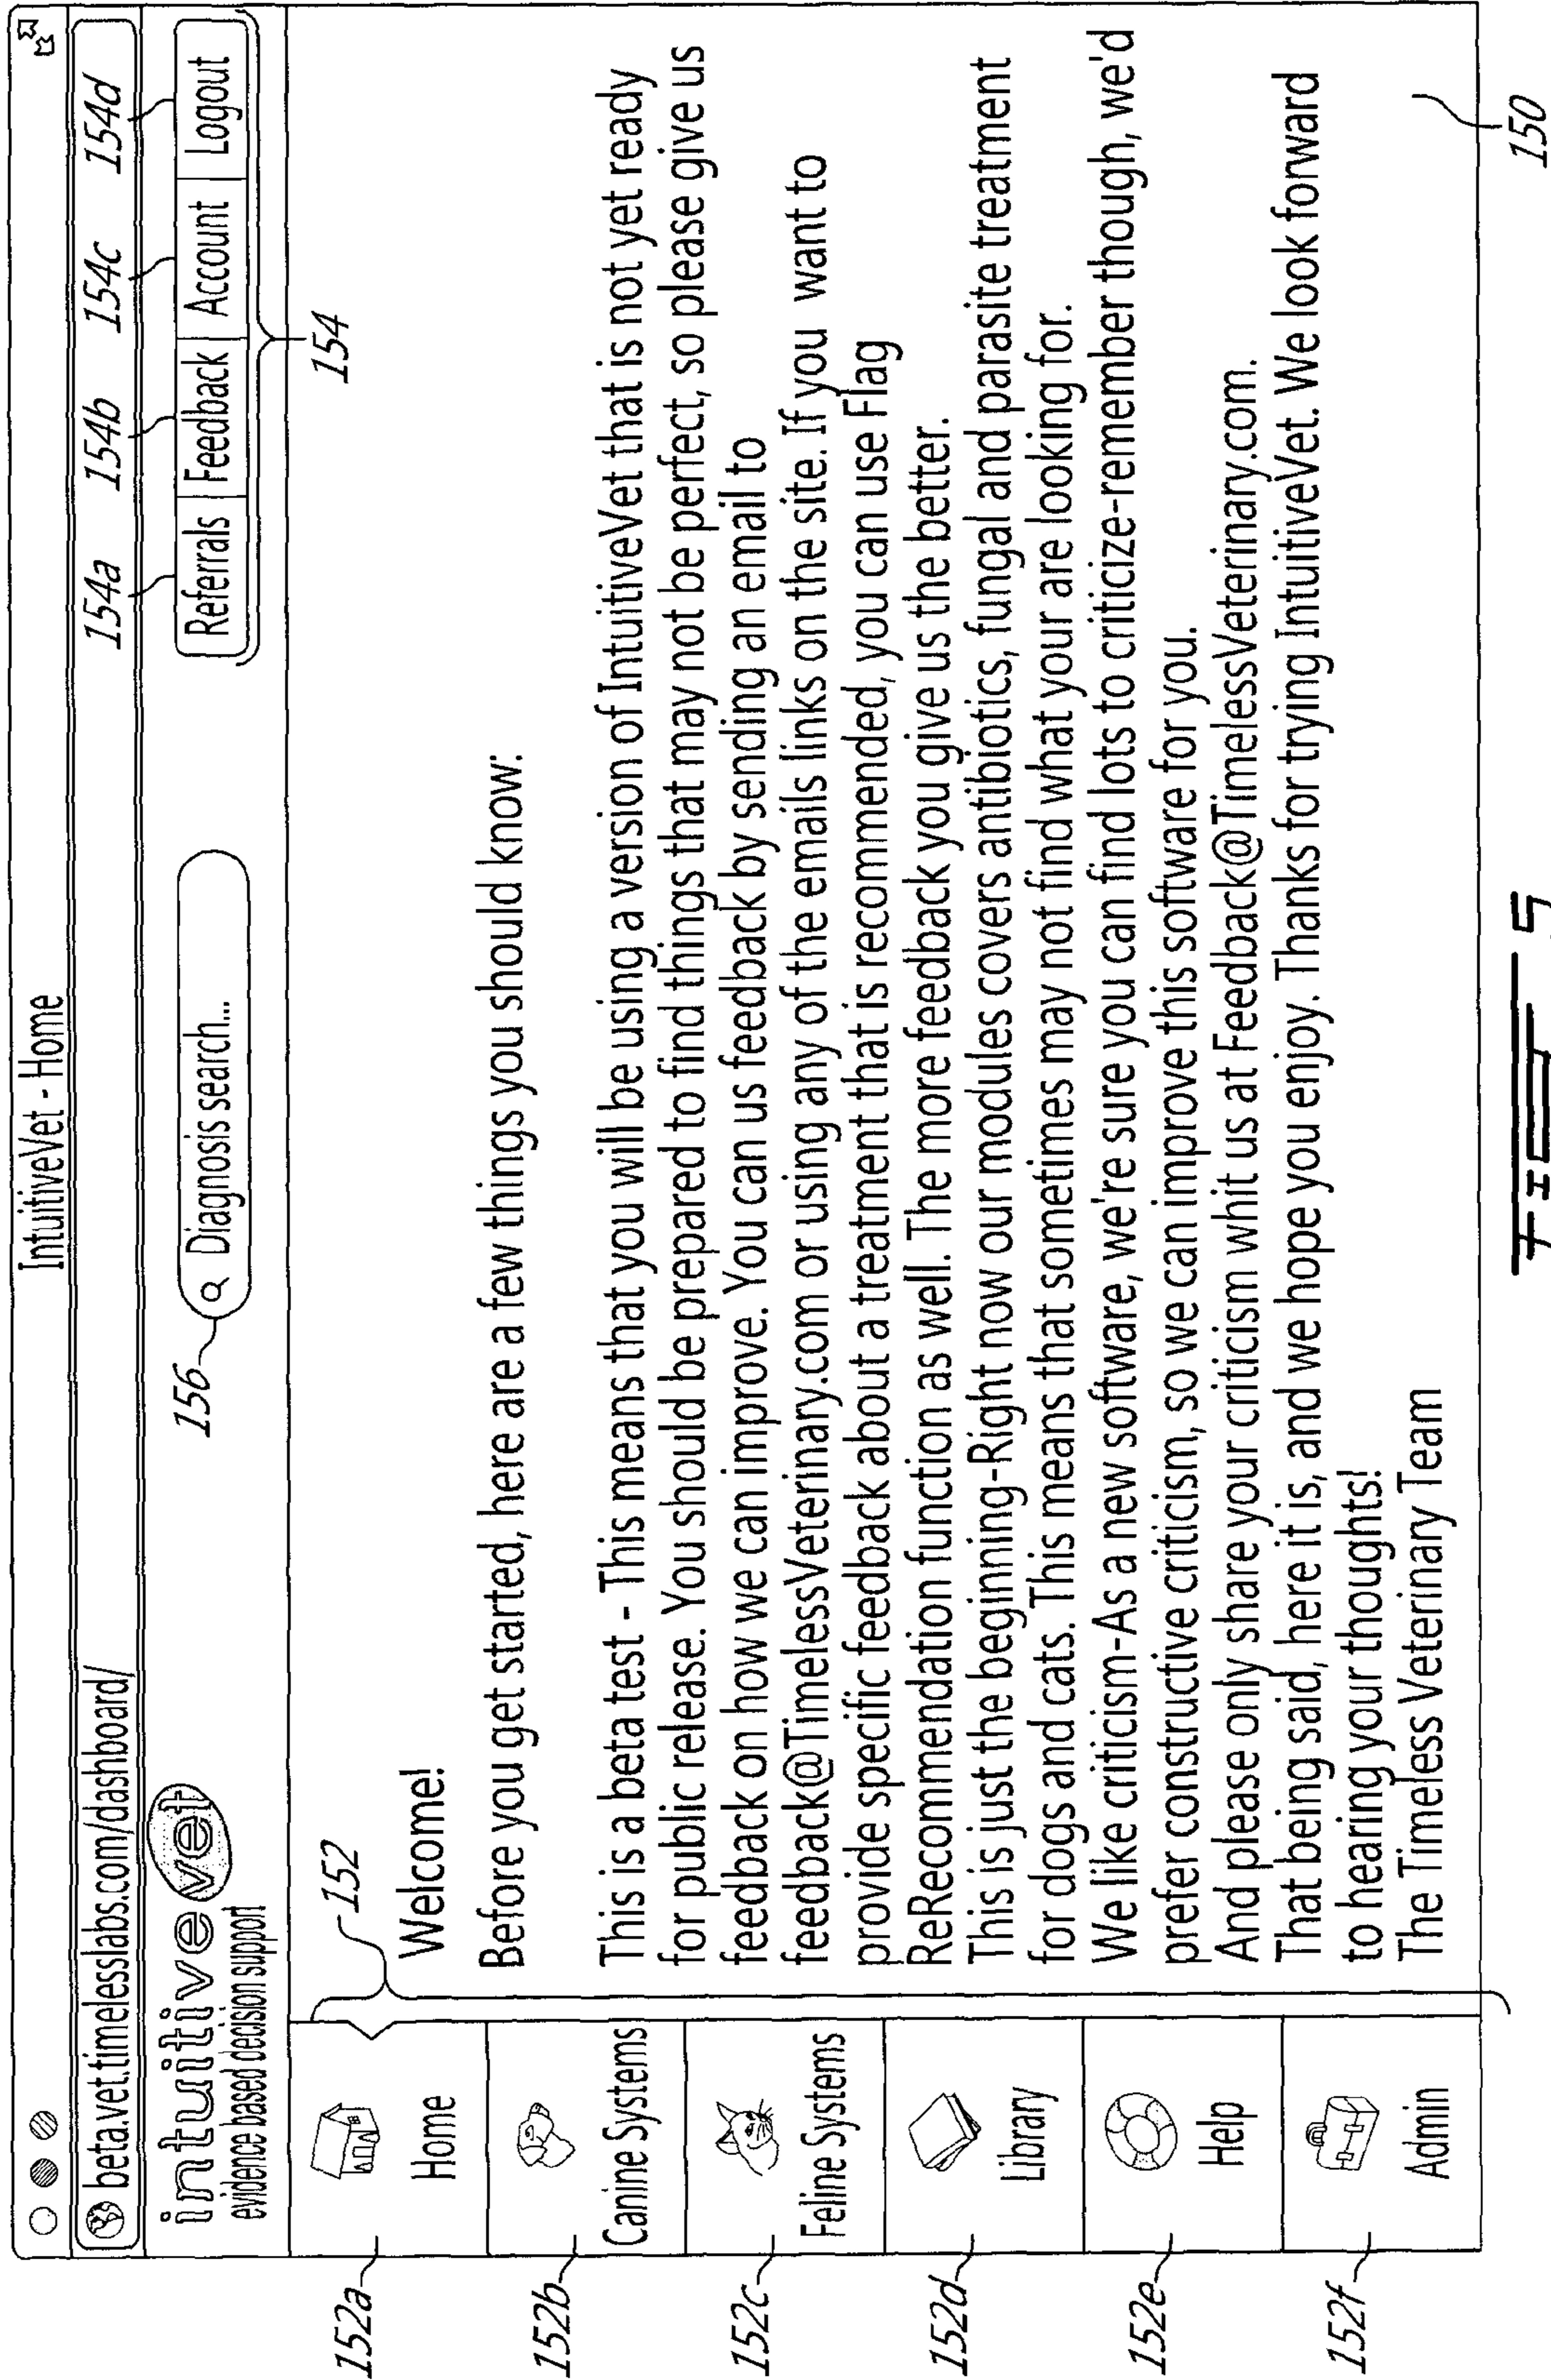 IntuitiveVet - Home
beta.vet.timelesslabs.com/dashboard/
154a 154b 154c 154d
intuitive vet
evidence based decision support
156
Diagnosis search...
Referrals Feedback Account Logout
154
152
152a
Home
152b
Canine Systems
152c
Feline Systems
152d
Library
152e
Help
152f
Admin
Welcome!
Before you get started, here are a few things you should know:
This is a beta test - This means that you will be using a version of IntuitiveVet that is not yet ready
for public release. You should be prepared to find things that may not be perfect, so please give us
feedback on how we can improve. You can us feedback by sending an email to
feedback@TimelessVeterinary.com or using any of the emails links on the site. If you want to
provide specific feedback about a treatment that is recommended, you can use Flag
ReRecommendation function as well. The more feedback you give us the better.
This is just the beginning-Right now our modules covers antibiotics, fungal and parasite treatment
for dogs and cats. This means that sometimes may not find what your are looking for.
We like criticism-As a new software, we're sure you can find lots to criticize-remember though, we'd
prefer constructive criticism, so we can improve this software for you.
And please only share your criticism whit us at Feedback@TimelessVeterinary.com.
That being said, here it is, and we hope you enjoy. Thanks for trying IntuitiveVet. We look forward
to hearing your thoughts!
The Timeless Veterinary Team
150
FIG 5